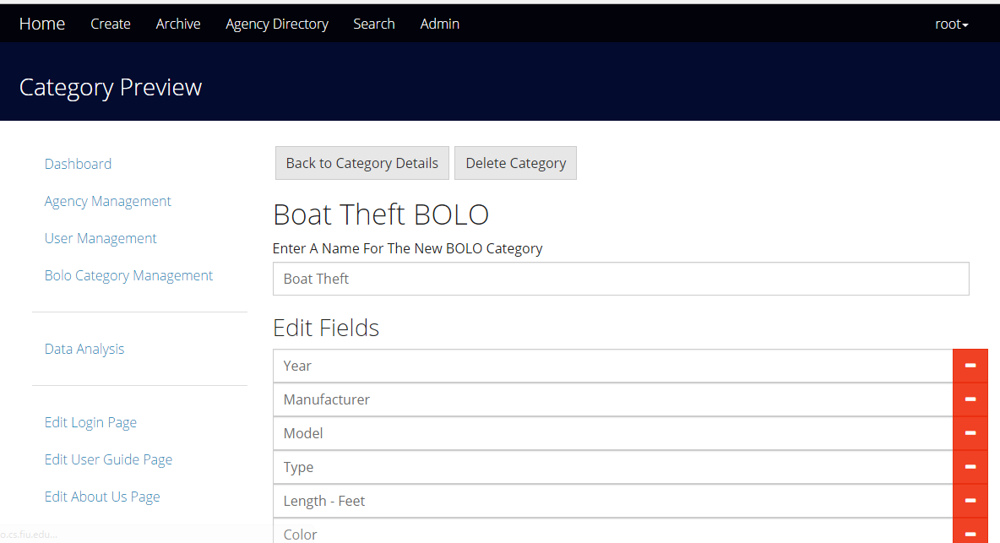 Home Create Archive Agency Directory Search Admin root
Category Preview
Dashboard
Agency Management
User Management
Bolo Category Management
Data Analysis
Edit Login Page
Edit User Guide Page
Edit About Us Page
Back to Category Details Delete Category
Boat Theft BOLO
Enter A Name For The New BOLO Category
Boat Theft
Edit Fields
Year
Manufacturer
Model
Type
Length - Feet
Color
o.cs.fiu.edu...